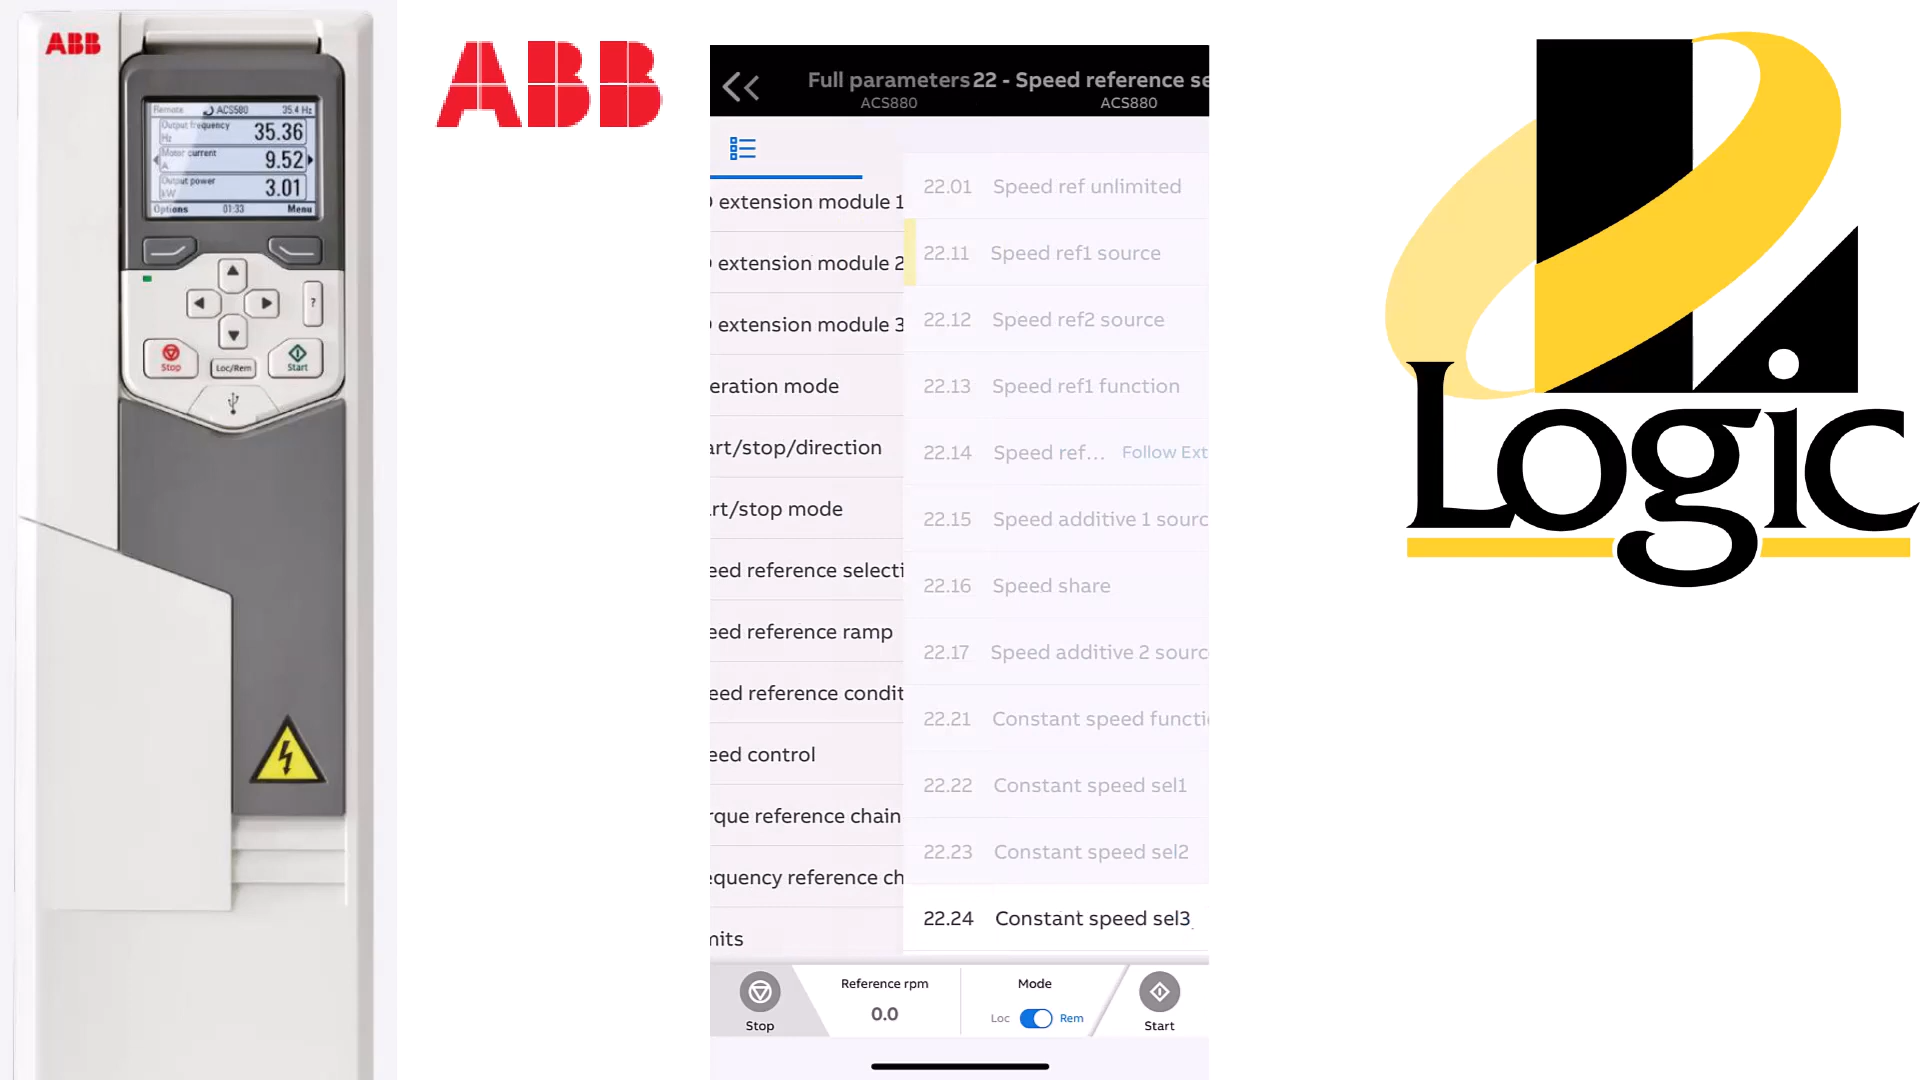 ABB
Remote ACS580 35.4 Hz
Output frequency
Hz
35.36
Motor current
A
9.52
Output power
kW
3.01
Options 01:33 Menu
?
Stop
Loc/Rem
Start
ABB
Full parameters
ACS880
22 - Speed reference se
ACS880
O extension module 1
O extension module 2
O extension module 3
eration mode
art/stop/direction
rt/stop mode
eed reference selecti
eed reference ramp
eed reference condit
eed control
rque reference chain
equency reference ch
mits
22.01 Speed ref unlimited
22.11 Speed ref1 source
22.12 Speed ref2 source
22.13 Speed ref1 function
22.14 Speed ref... Follow Ext
22.15 Speed additive 1 sourc
22.16 Speed share
22.17 Speed additive 2 sourc
22.21 Constant speed functi
22.22 Constant speed sel1
22.23 Constant speed sel2
22.24 Constant speed sel3
Stop
Reference rpm
0.0
Mode
Loc Rem
Start
Logic